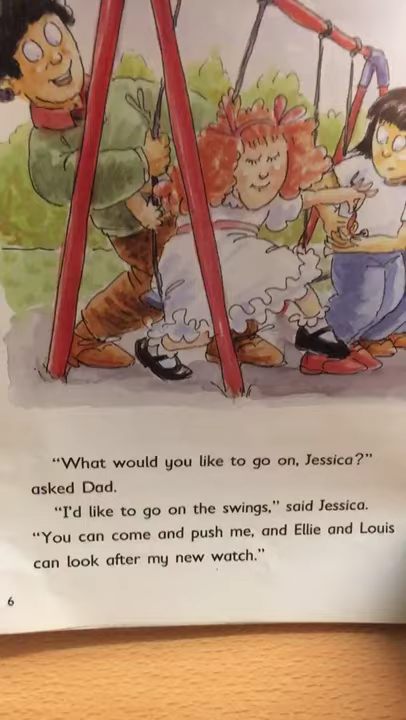 "What would you like to go on, Jessica?"
asked Dad.
"I'd like to go on the swings," said Jessica.
"You can come and push me, and Ellie and Louis
can look after my new watch."
6